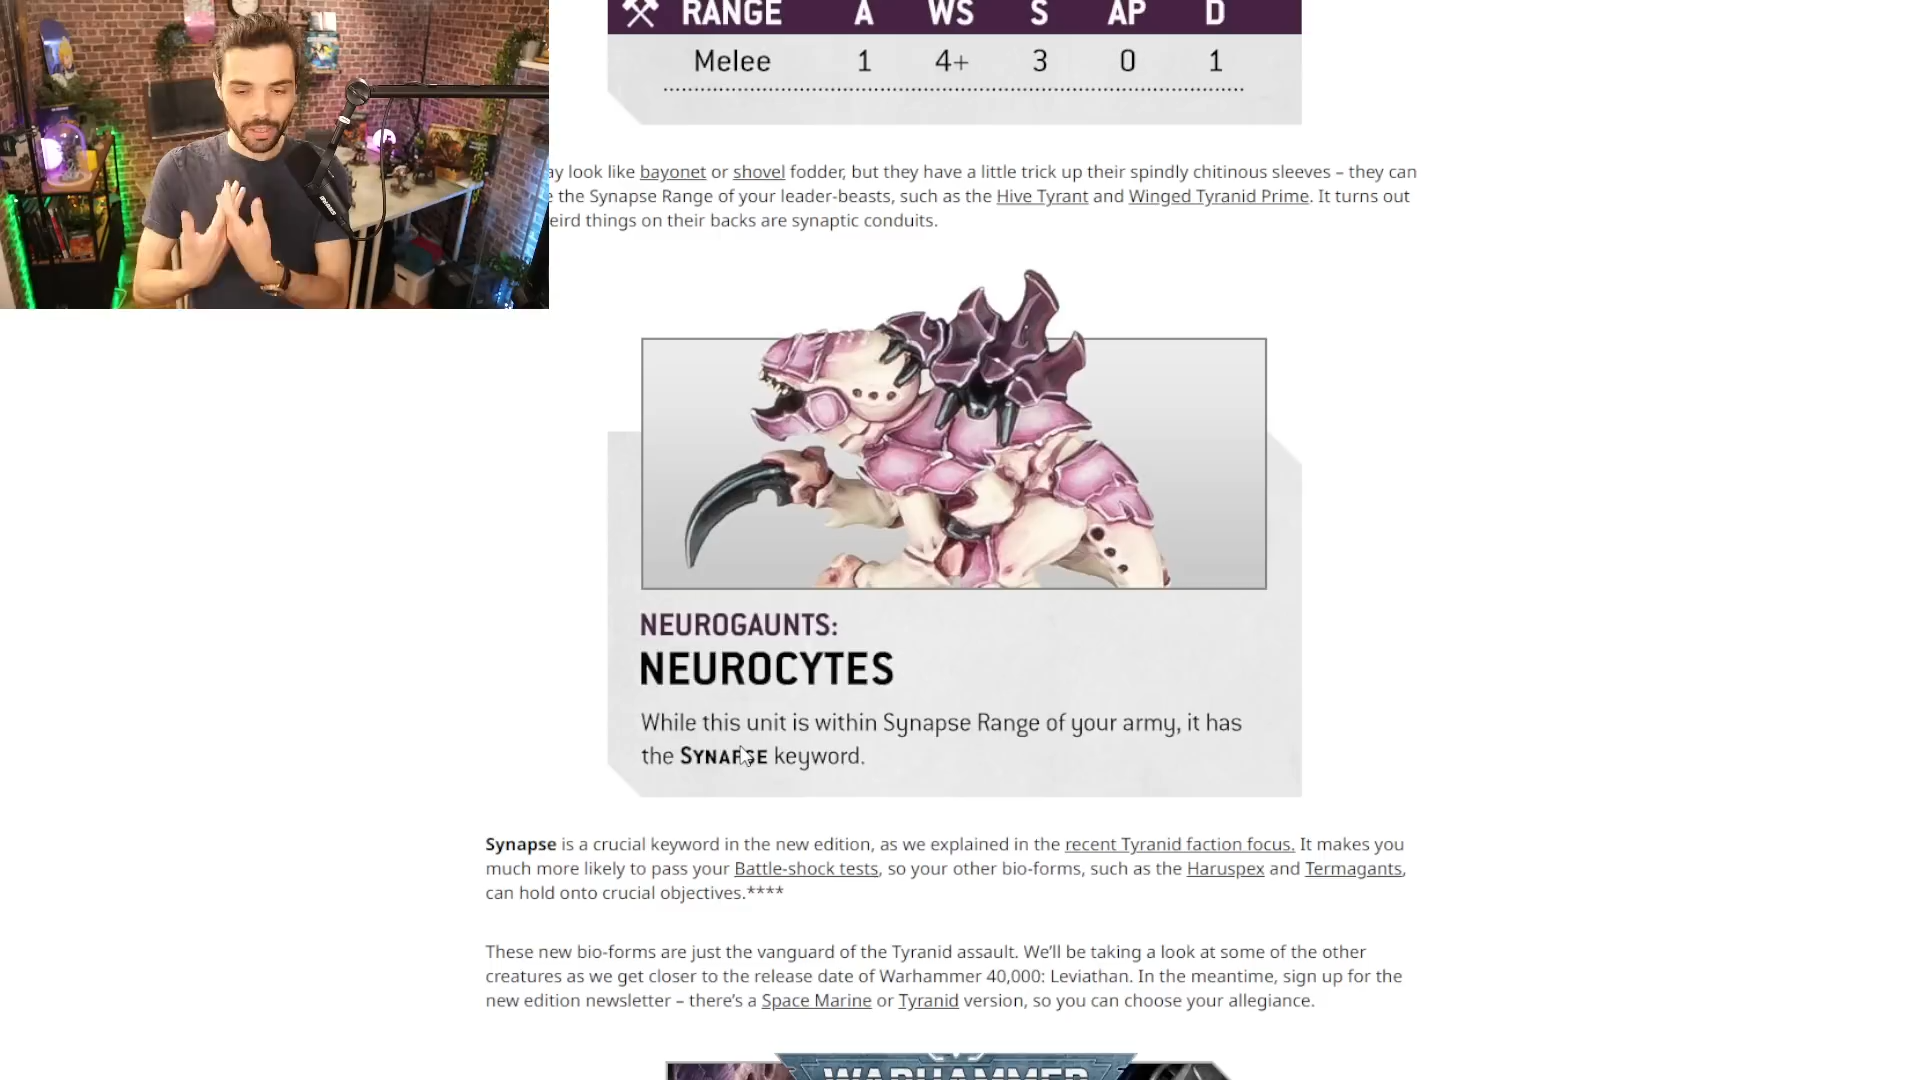 RANGE A WS S AP D
Melee 1 4+ 3 0 1
ay look like bayonet or shovel fodder, but they have a little trick up their spindly chitinous sleeves – they can
the Synapse Range of your leader-beasts, such as the Hive Tyrant and Winged Tyranid Prime. It turns out
eird things on their backs are synaptic conduits.
NEUROGAUNTS:
NEUROCYTES
While this unit is within Synapse Range of your army, it has
the SYNAPSE keyword.
Synapse is a crucial keyword in the new edition, as we explained in the recent Tyranid faction focus. It makes you
much more likely to pass your Battle-shock tests, so your other bio-forms, such as the Haruspex and Termagants,
can hold onto crucial objectives.****
These new bio-forms are just the vanguard of the Tyranid assault. We'll be taking a look at some of the other
creatures as we get closer to the release date of Warhammer 40,000: Leviathan. In the meantime, sign up for the
new edition newsletter – there's a Space Marine or Tyranid version, so you can choose your allegiance.
WARHAMMER